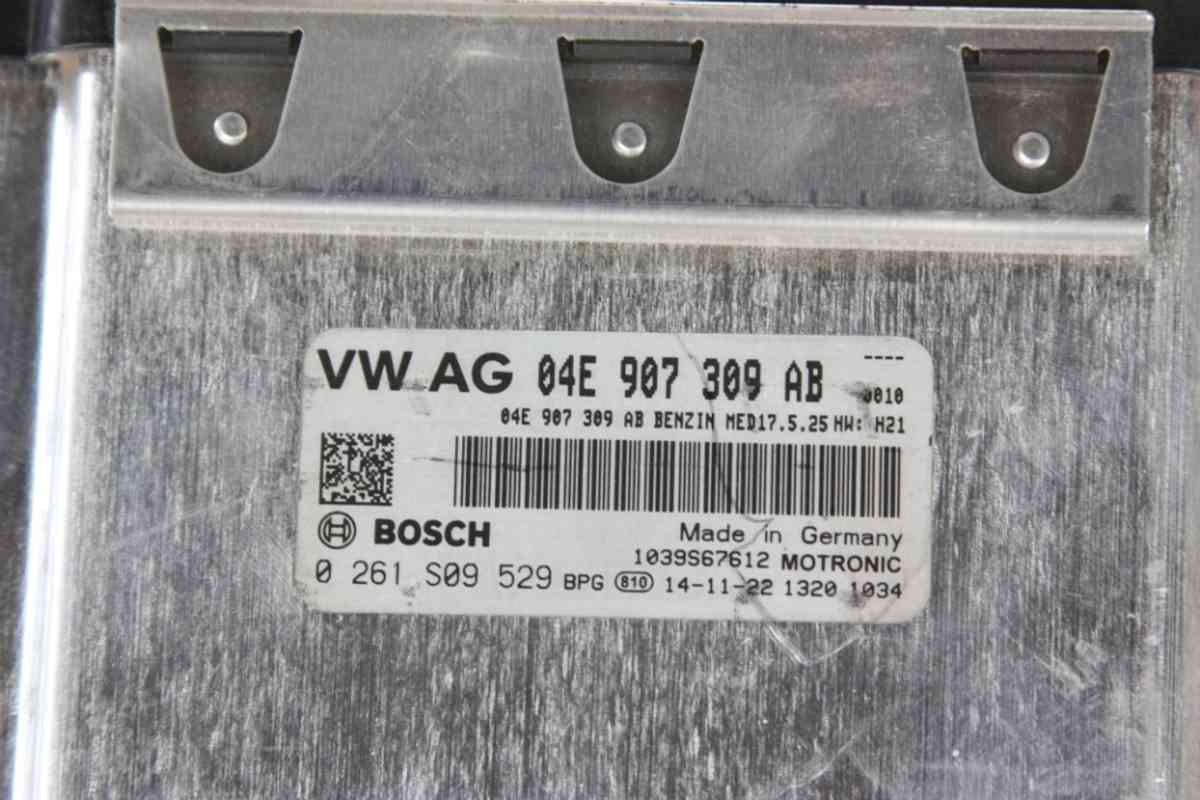 VW AG 04E 907 309 AB ----
0010
04E 907 309 AB BENZIN MED17.5.25 HW: H21
BOSCH Made in Germany
1039S67612 MOTRONIC
0 261 S09 529 BPG 810 14-11-22 1320 1034